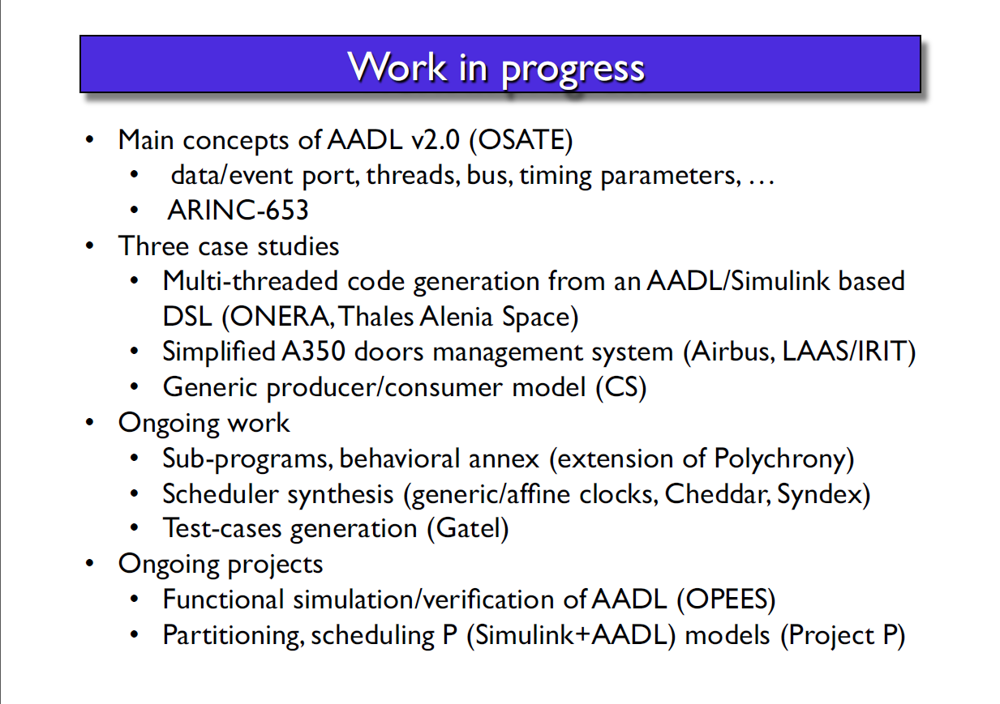 Work in progress
• Main concepts of AADL v2.0 (OSATE)
• data/event port, threads, bus, timing parameters, …
• ARINC-653
• Three case studies
• Multi-threaded code generation from an AADL/Simulink based
DSL (ONERA, Thales Alenia Space)
• Simplified A350 doors management system (Airbus, LAAS/IRIT)
• Generic producer/consumer model (CS)
• Ongoing work
• Sub-programs, behavioral annex (extension of Polychrony)
• Scheduler synthesis (generic/affine clocks, Cheddar, Syndex)
• Test-cases generation (Gatel)
• Ongoing projects
• Functional simulation/verification of AADL (OPEES)
• Partitioning, scheduling P (Simulink+AADL) models (Project P)